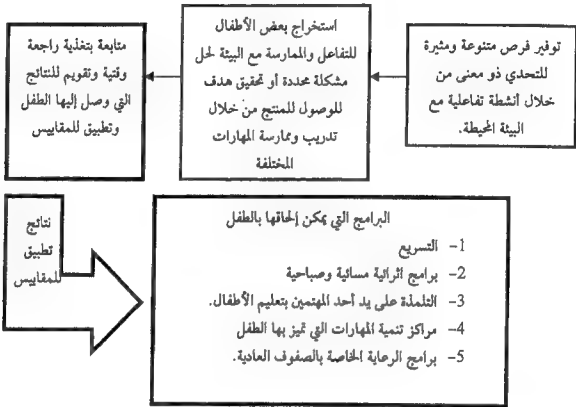 توفير فرص متنوعة ومثيرة
للتحدي ذو معنى من
خلال أنشطة تفاعلية مع
البيئة المحيطة.
استخراج بعض الأطفال
للتفاعل والممارسة مع البيئة لحل
مشكلة محددة أو تحقيق هدف
للوصول للمنتج من خلال
تدريب وممارسة المهارات
المختلفة
متابعة بتغذية راجعة
وقتية وتقويم للنتائج
التي وصل إليها الطفل
وتطبيق للمقاييس
نتائج
تطبيق
للمقاييس
البرامج التي يمكن إلحاقها بالطفل
1- التسريع
2- برامج اثرائية مسائية وصباحية
3- التلمذة على يد أحد المهتمين بتعليم الأطفال.
4- مراكز تنمية المهارات التي تميز بها الطفل
5- برامج الرعاية الخاصة بالصفوف العادية.